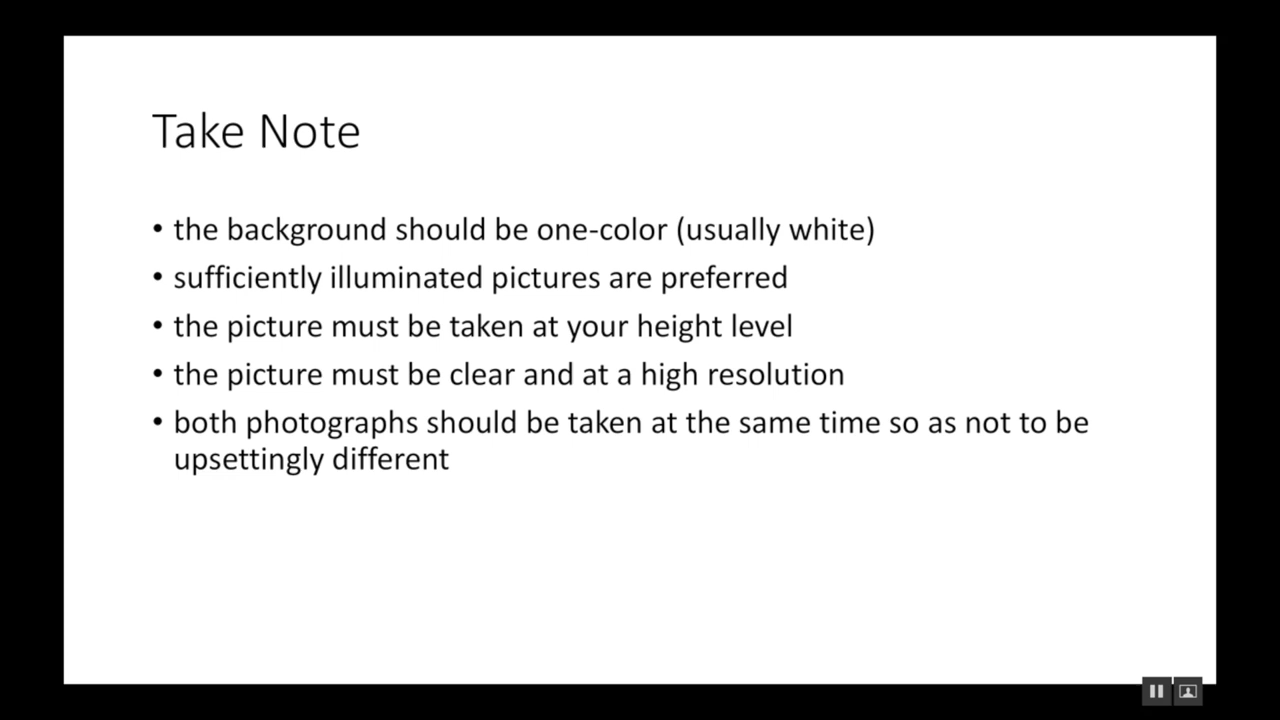 Take Note
• the background should be one-color (usually white)
• sufficiently illuminated pictures are preferred
• the picture must be taken at your height level
• the picture must be clear and at a high resolution
• both photographs should be taken at the same time so as not to be
upsettingly different